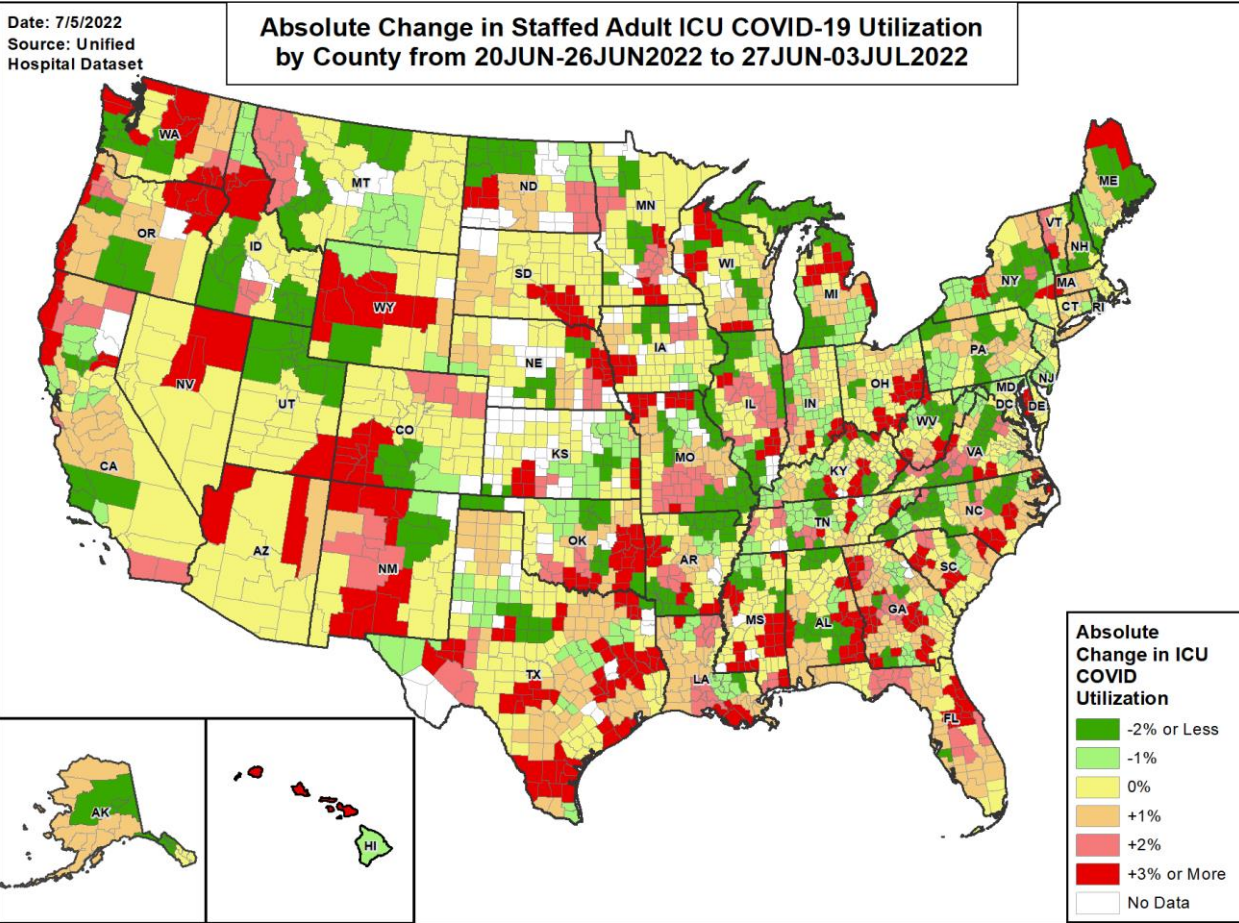 Date: 7/5/2022
Source: Unified
Hospital Dataset
Absolute Change in Staffed Adult ICU COVID-19 Utilization
by County from 20JUN-26JUN2022 to 27JUN-03JUL2022
WA
MT
ND
MN
ME
VT
NH
OR
ID
SD
WI
NY
MA
MI
CT
RI
WY
IA
PA
NE
NV
OH
NJ
MD
DC
DE
UT
IL
IN
CO
WV
VA
KS
MO
KY
CA
NC
TN
OK
AR
AZ
NM
SC
MS
AL
GA
TX
LA
FL
AK
HI
Absolute
Change in ICU
COVID
Utilization
-2% or Less
-1%
0%
+1%
+2%
+3% or More
No Data